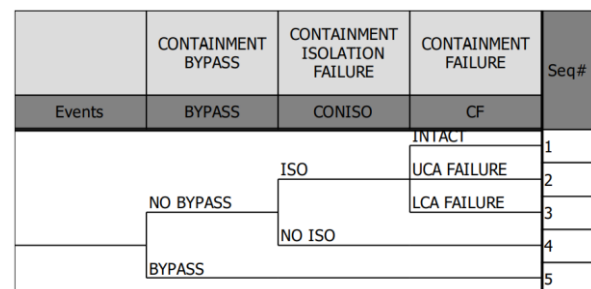 CONTAINMENT
BYPASS
CONTAINMENT
ISOLATION
FAILURE
CONTAINMENT
FAILURE
Seq#
Events
BYPASS
CONISO
CF
INTACT
1
ISO
UCA FAILURE
2
NO BYPASS
LCA FAILURE
3
NO ISO
4
BYPASS
5